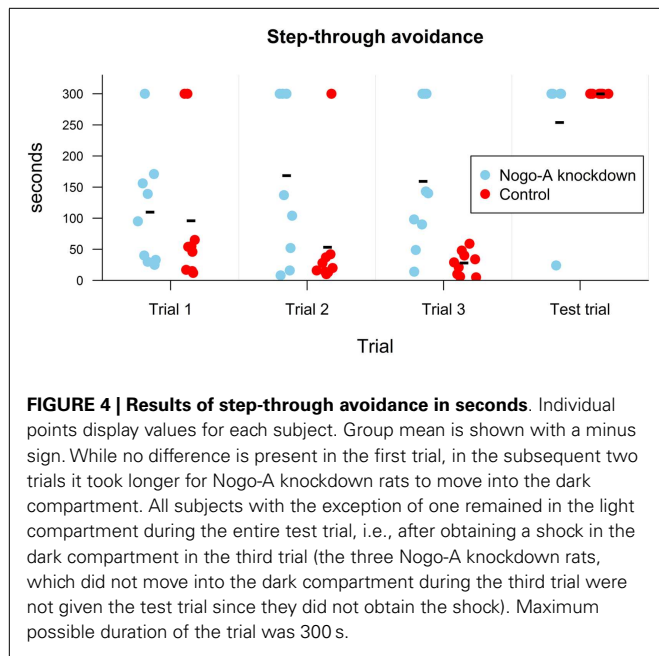 Step-through avoidance
300
250
200
150
100
50
0
seconds
Nogo-A knockdown
Control
Trial 1
Trial 2
Trial 3
Test trial
Trial
FIGURE 4 | Results of step-through avoidance in seconds. Individual
points display values for each subject. Group mean is shown with a minus
sign. While no difference is present in the first trial, in the subsequent two
trials it took longer for Nogo-A knockdown rats to move into the dark
compartment. All subjects with the exception of one remained in the light
compartment during the entire test trial, i.e., after obtaining a shock in the
dark compartment in the third trial (the three Nogo-A knockdown rats,
which did not move into the dark compartment during the third trial were
not given the test trial since they did not obtain the shock). Maximum
possible duration of the trial was 300 s.